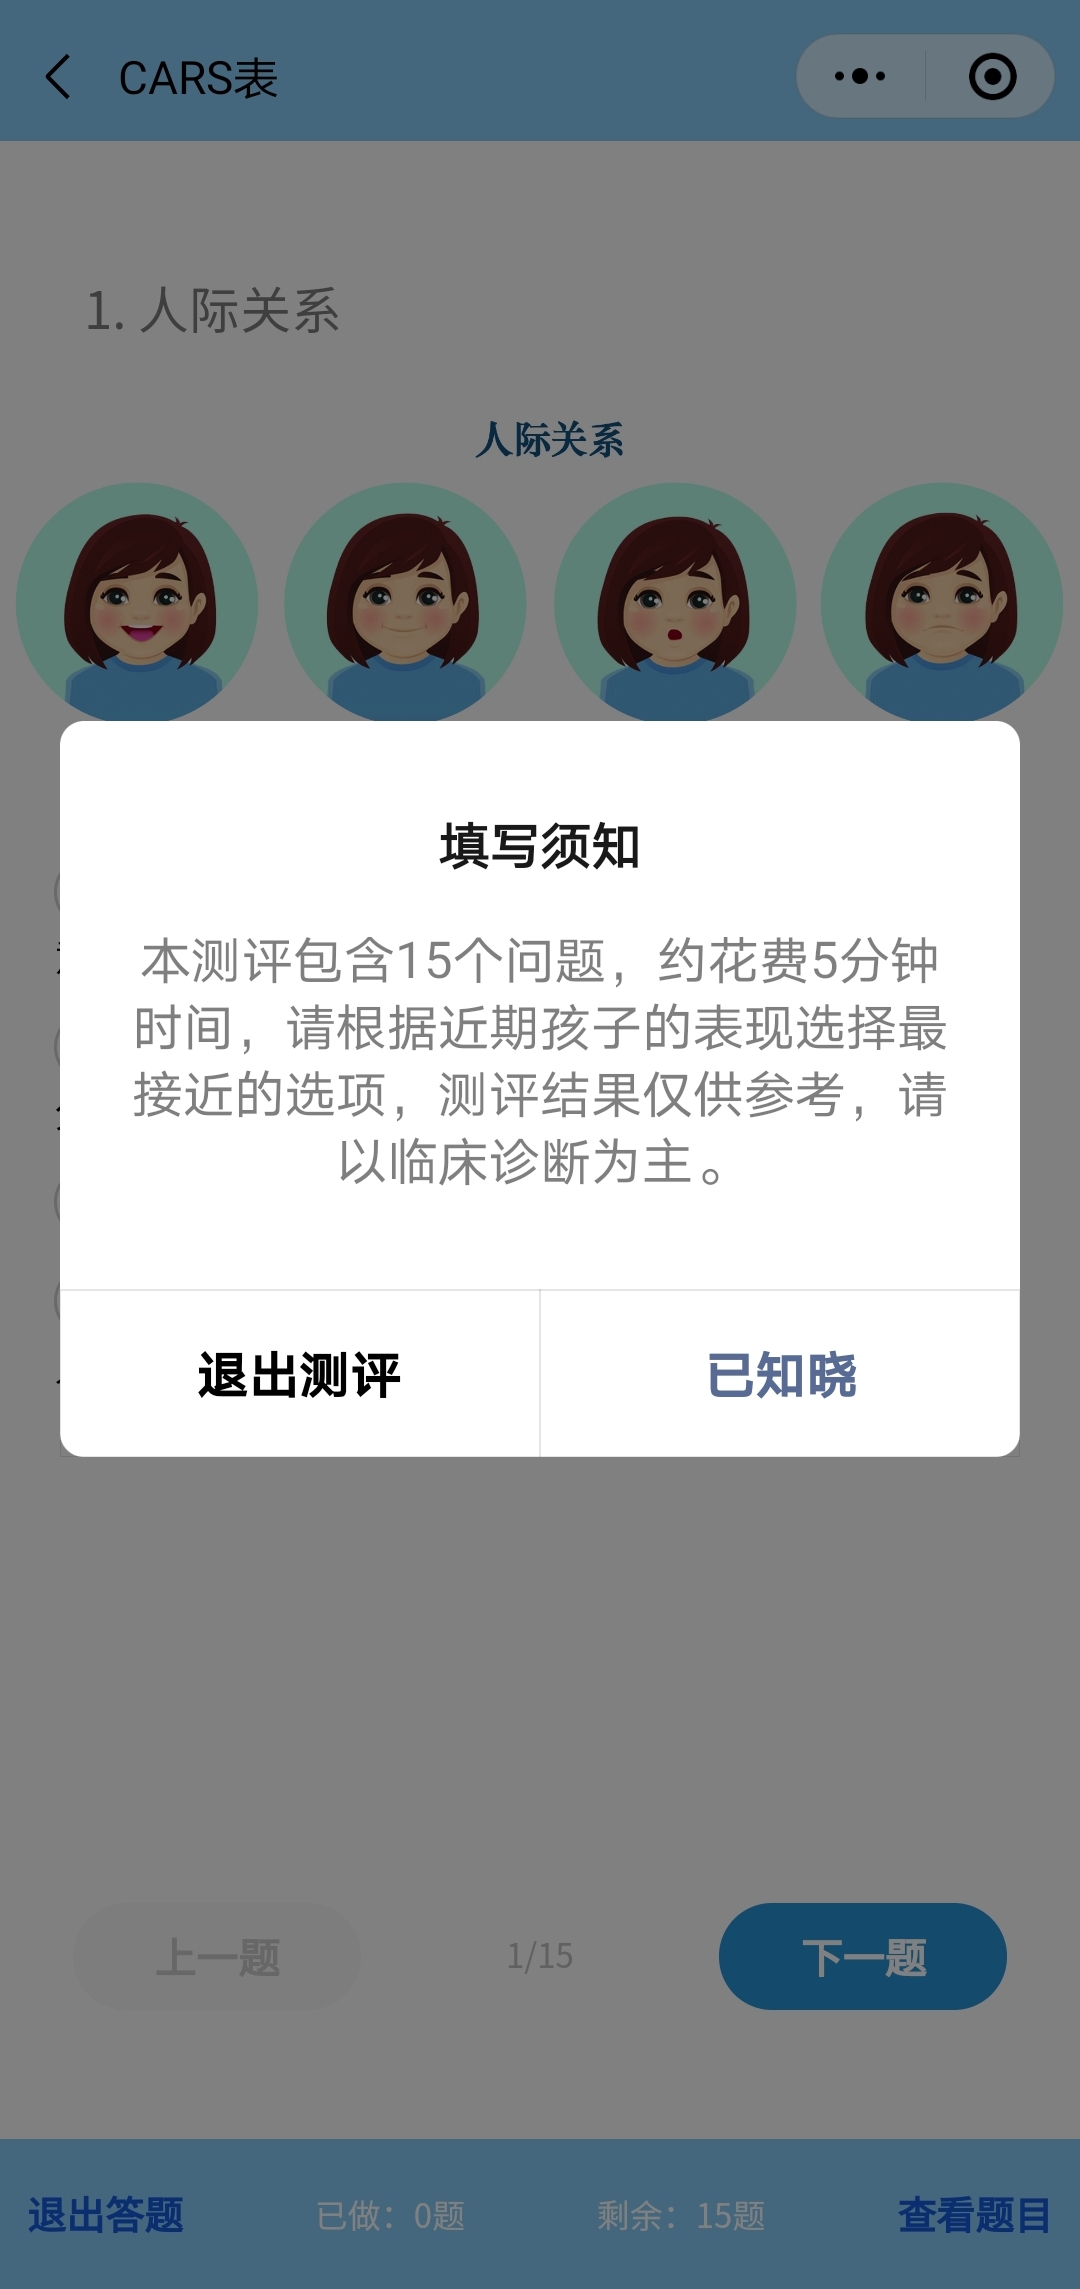 CARS表
1. 人际关系
人际关系
填写须知
本测评包含15个问题，约花费5分钟
时间，请根据近期孩子的表现选择最
接近的选项，测评结果仅供参考，请
以临床诊断为主。
退出测评
已知晓
上一题
1/15
下一题
退出答题
已做：0题
剩余：15题
查看题目